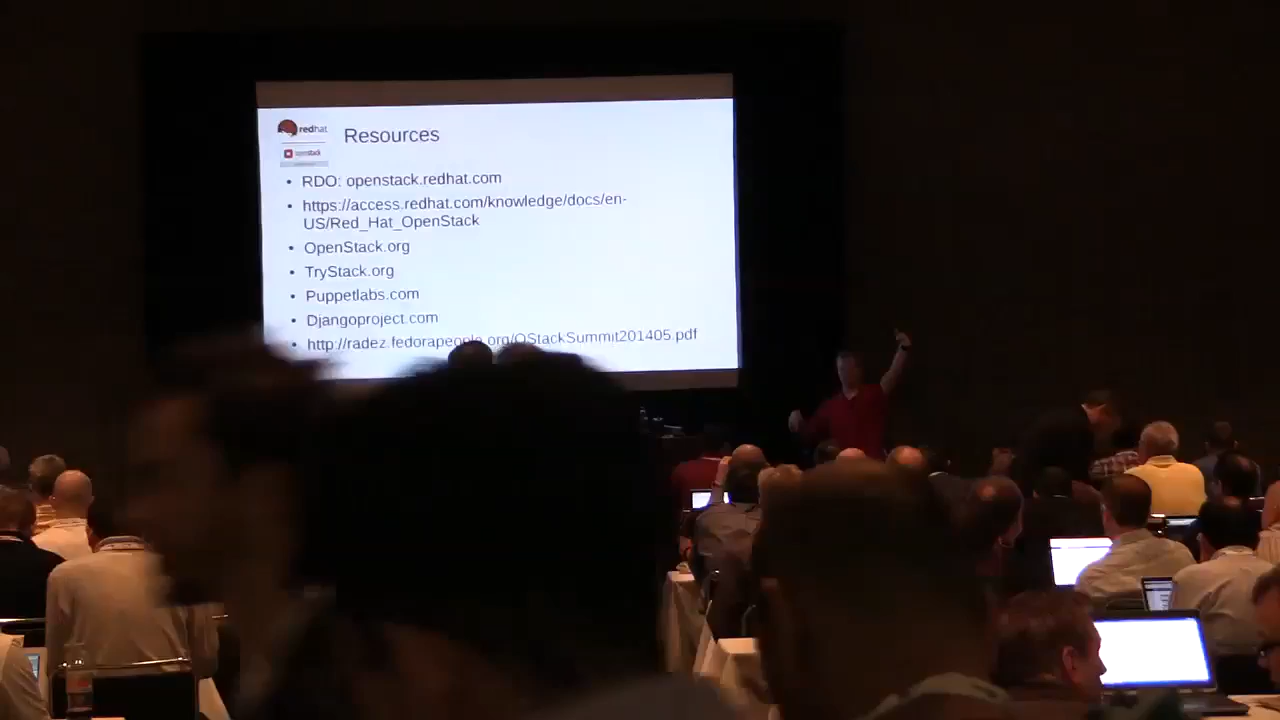 redhat
openstack
Resources
• RDO: openstack.redhat.com
• https://access.redhat.com/knowledge/docs/en-
US/Red_Hat_OpenStack
• OpenStack.org
• TryStack.org
• Puppetlabs.com
• Djangoproject.com
• http://radez.fedorapeople.org/OStackSummit201405.pdf